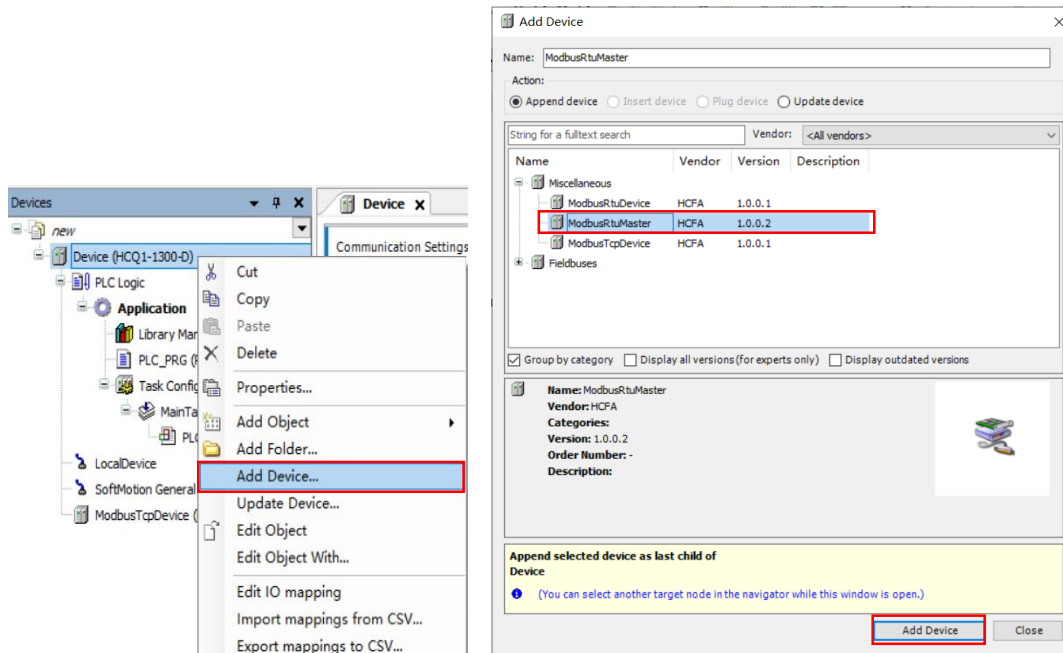 Devices
new
Device (HCQ1-1300-D)
PLC Logic
Application
Library Mar
PLC_PRG (
Task Config
MainTa
PLC
LocalDevice
SoftMotion General
ModbusTcpDevice (
Device
Communication Settings
Cut
Copy
Paste
Delete
Properties...
Add Object
Add Folder...
Add Device...
Update Device...
Edit Object
Edit Object With...
Edit IO mapping
Import mappings from CSV...
Export mappings to CSV...
Add Device
Name: ModbusRtuMaster
Action:
Append device Insert device Plug device Update device
String for a fulltext search Vendor: <All vendors>
Name Vendor Version Description
Miscellaneous
ModbusRtuDevice HCFA 1.0.0.1
ModbusRtuMaster HCFA 1.0.0.2
ModbusTcpDevice HCFA 1.0.0.1
Fieldbuses
Group by category Display all versions (for experts only) Display outdated versions
Name: ModbusRtuMaster
Vendor: HCFA
Categories:
Version: 1.0.0.2
Order Number: -
Description:
Append selected device as last child of
Device
(You can select another target node in the navigator while this window is open.)
Add Device Close